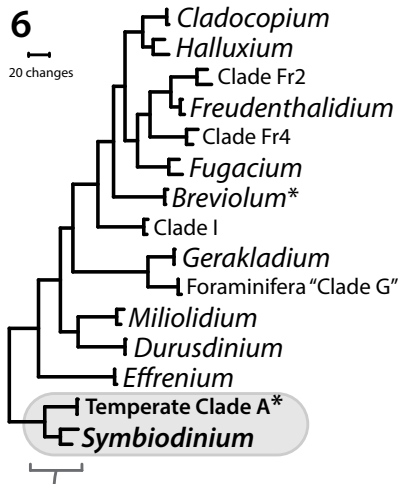 6
20 changes
Cladocopium
Halluxium
Clade Fr2
Freudenthalidium
Clade Fr4
Fugacium
Breviolum*
Clade I
Gerakladium
Foraminifera “Clade G”
Miliolidium
Durusdinium
Effrenium
Temperate Clade A*
Symbiodinium